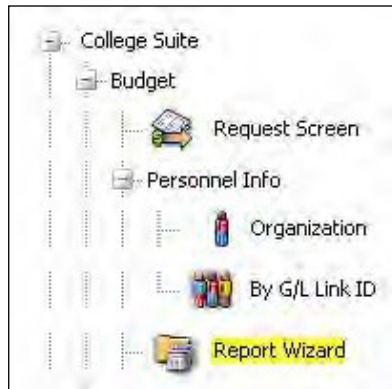 College Suite
Budget
Request Screen
Personnel Info
Organization
By G/L Link ID
Report Wizard